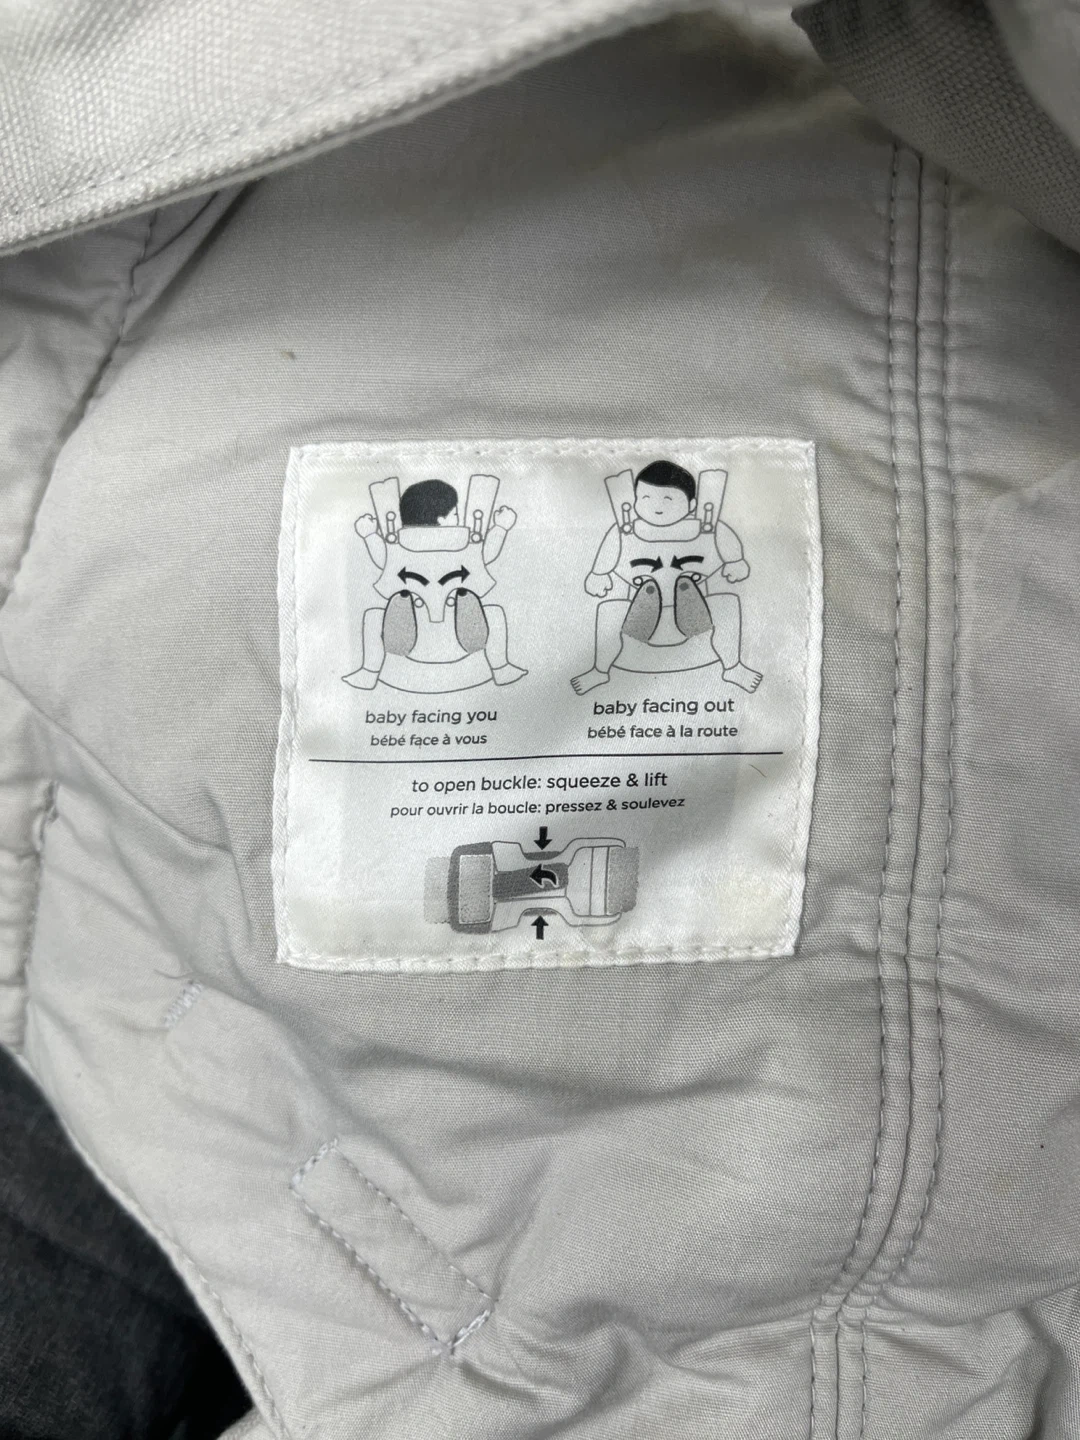 baby facing you
bébé face à vous
baby facing out
bébé face à la route
to open buckle: squeeze & lift
pour ouvrir la boucle: pressez & soulevez